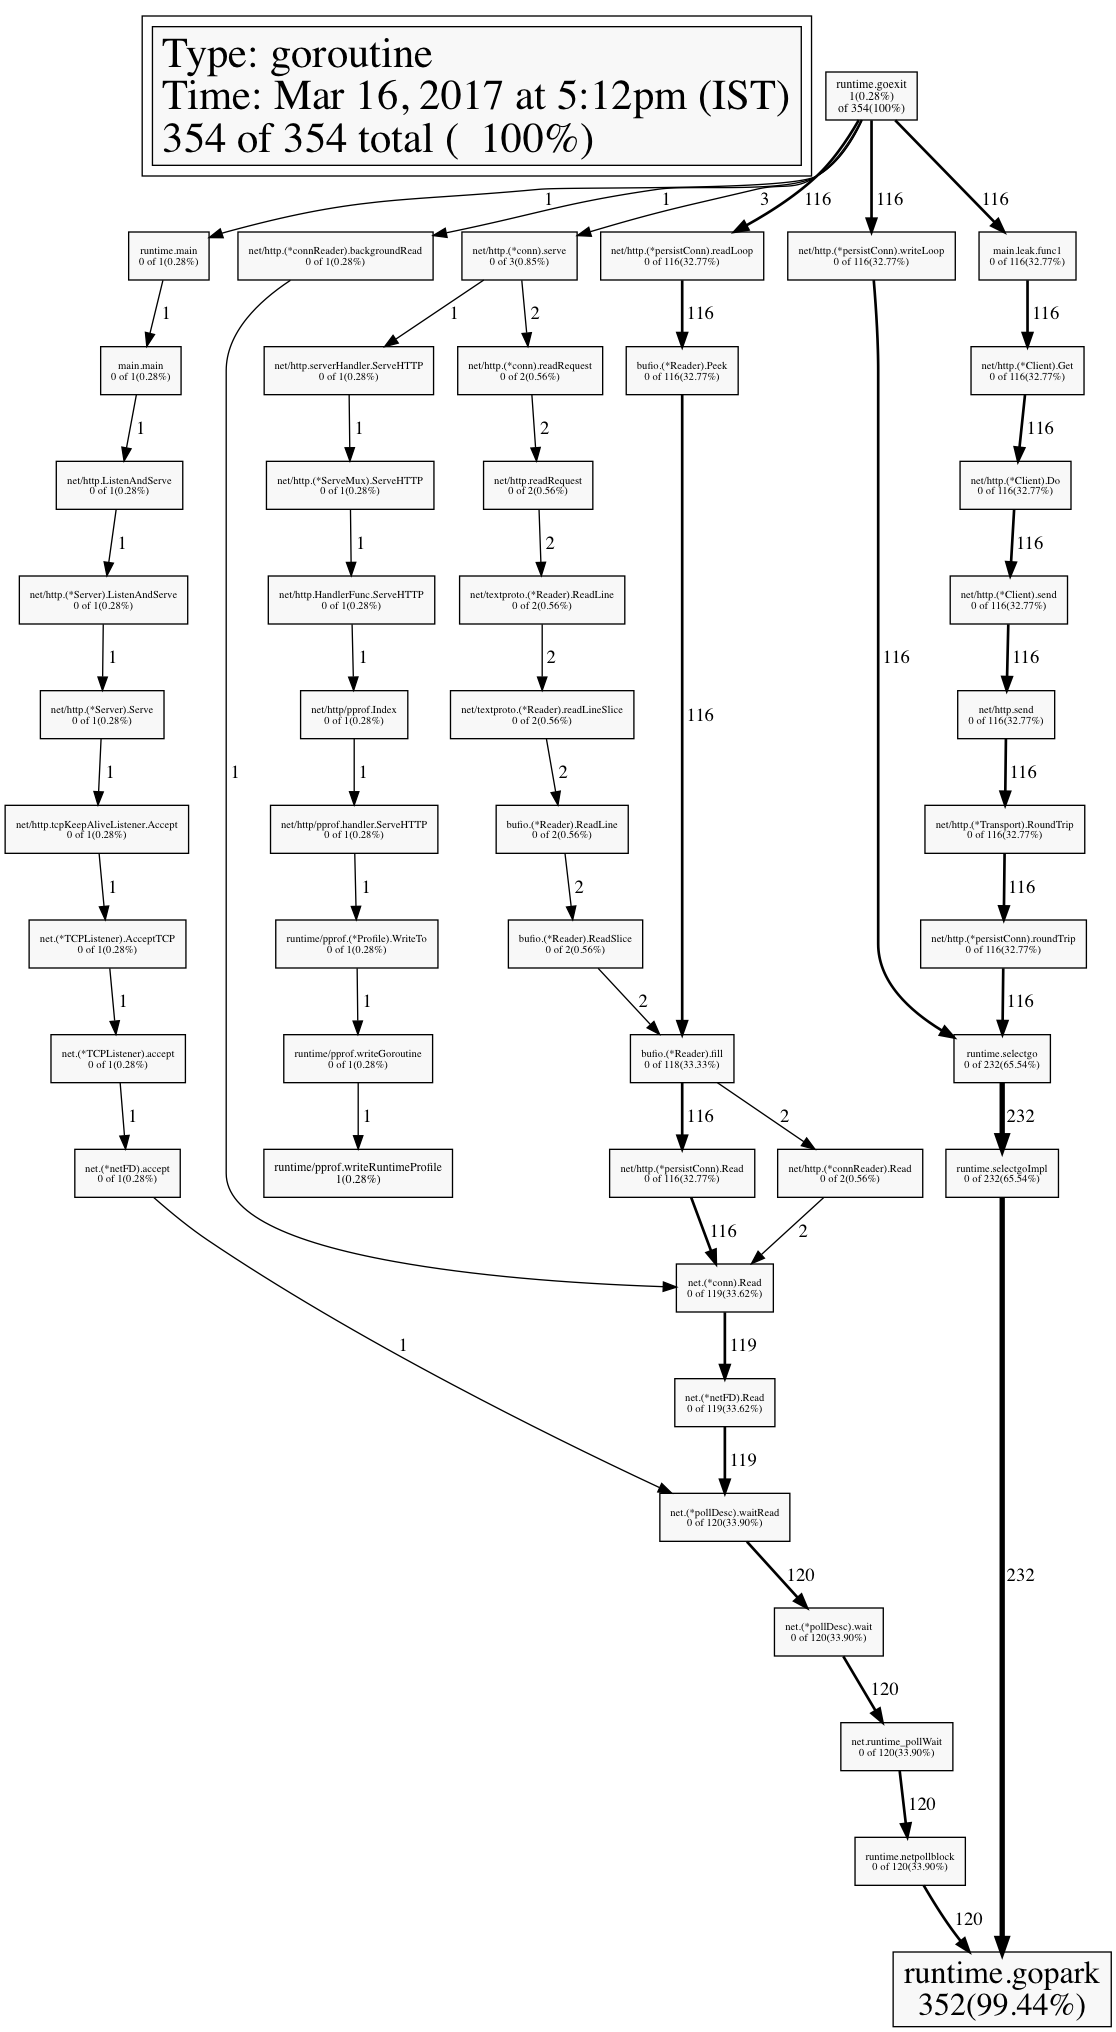 Type: goroutine
Time: Mar 16, 2017 at 5:12pm (IST)
354 of 354 total (  100%)
runtime.goexit
1(0.28%)
of 354(100%)
1
1
3
116
116
116
runtime.main
0 of 1(0.28%)
net/http.(*connReader).backgroundRead
0 of 1(0.28%)
net/http.(*conn).serve
0 of 3(0.85%)
net/http.(*persistConn).readLoop
0 of 116(32.77%)
net/http.(*persistConn).writeLoop
0 of 116(32.77%)
main.leak.func1
0 of 116(32.77%)
1
1
2
116
116
main.main
0 of 1(0.28%)
net/http.serverHandler.ServeHTTP
0 of 1(0.28%)
net/http.(*conn).readRequest
0 of 2(0.56%)
bufio.(*Reader).Peek
0 of 116(32.77%)
net/http.(*Client).Get
0 of 116(32.77%)
1
1
2
116
net/http.ListenAndServe
0 of 1(0.28%)
net/http.(*ServeMux).ServeHTTP
0 of 1(0.28%)
net/http.readRequest
0 of 2(0.56%)
net/http.(*Client).Do
0 of 116(32.77%)
1
1
2
116
net/http.(*Server).ListenAndServe
0 of 1(0.28%)
net/http.HandlerFunc.ServeHTTP
0 of 1(0.28%)
net/textproto.(*Reader).ReadLine
0 of 2(0.56%)
net/http.(*Client).send
0 of 116(32.77%)
1
1
2
116
116
net/http.(*Server).Serve
0 of 1(0.28%)
net/http/pprof.Index
0 of 1(0.28%)
net/textproto.(*Reader).readLineSlice
0 of 2(0.56%)
116
net/http.send
0 of 116(32.77%)
1
1
1
2
116
net/http.tcpKeepAliveListener.Accept
0 of 1(0.28%)
net/http/pprof.handler.ServeHTTP
0 of 1(0.28%)
bufio.(*Reader).ReadLine
0 of 2(0.56%)
net/http.(*Transport).RoundTrip
0 of 116(32.77%)
1
1
2
116
net.(*TCPListener).AcceptTCP
0 of 1(0.28%)
runtime/pprof.(*Profile).WriteTo
0 of 1(0.28%)
bufio.(*Reader).ReadSlice
0 of 2(0.56%)
net/http.(*persistConn).roundTrip
0 of 116(32.77%)
1
1
2
116
net.(*TCPListener).accept
0 of 1(0.28%)
runtime/pprof.writeGoroutine
0 of 1(0.28%)
bufio.(*Reader).fill
0 of 118(33.33%)
runtime.selectgo
0 of 232(65.54%)
1
1
116
2
232
net.(*netFD).accept
0 of 1(0.28%)
runtime/pprof.writeRuntimeProfile
1(0.28%)
net/http.(*persistConn).Read
0 of 116(32.77%)
net/http.(*connReader).Read
0 of 2(0.56%)
runtime.selectgoImpl
0 of 232(65.54%)
116
2
net.(*conn).Read
0 of 119(33.62%)
1
119
net.(*netFD).Read
0 of 119(33.62%)
119
net.(*pollDesc).waitRead
0 of 120(33.90%)
120
232
net.(*pollDesc).wait
0 of 120(33.90%)
120
net.runtime_pollWait
0 of 120(33.90%)
120
runtime.netpollblock
0 of 120(33.90%)
120
runtime.gopark
352(99.44%)